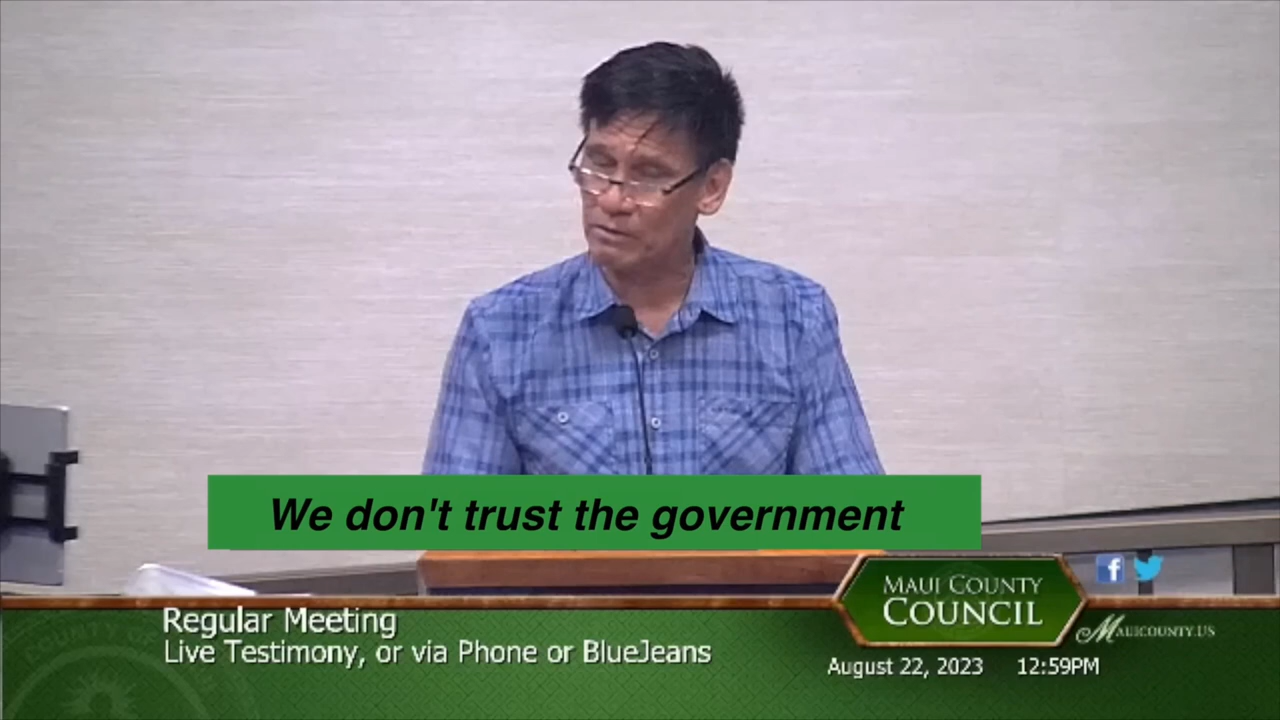 We don't trust the government
MAUI COUNTY
COUNCIL
Regular Meeting
Live Testimony, or via Phone or BlueJeans
MAUICOUNTY.US
August 22, 2023 12:59PM